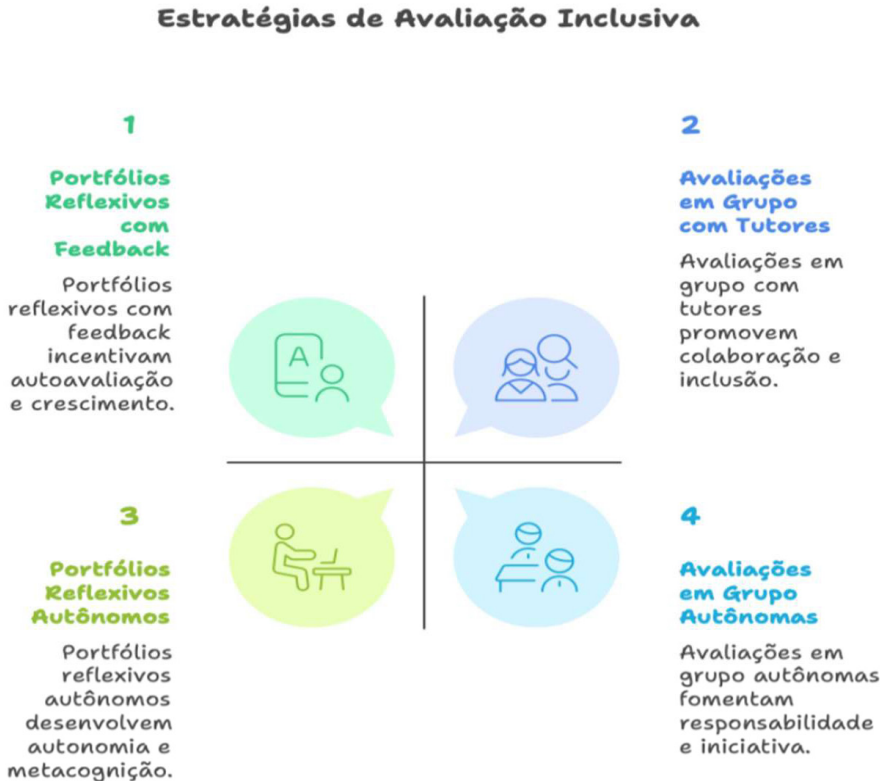 Estratégias de Avaliação Inclusiva
1
Portfólios
Reflexivos
com
Feedback
Portfólios
reflexivos com
feedback
incentivam
autoavaliação
e crescimento.
A
2
Avaliações
em Grupo
com Tutores
Avaliações em
grupo com
tutores
promovem
colaboração e
inclusão.
3
Portfólios
Reflexivos
Autônomos
Portfólios
reflexivos
autônomos
desenvolvem
autonomia e
metacognição.
4
Avaliações
em Grupo
Autônomas
Avaliações em
grupo autônomas
fomentam
responsabilidade
e iniciativa.